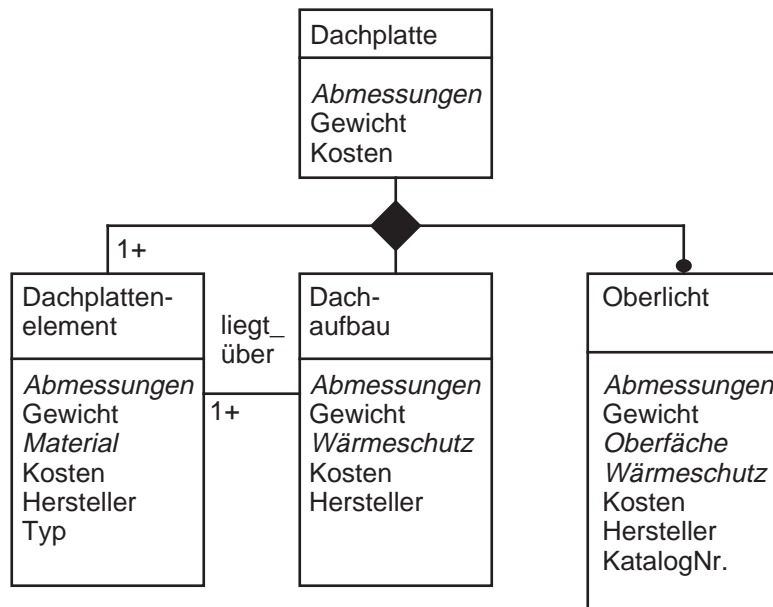 Dachplatte
Abmessungen
Gewicht
Kosten
1+
Dachplatten-
element
Abmessungen
Gewicht
Material
Kosten
Hersteller
Typ
liegt_
über
1+
Dach-
aufbau
Abmessungen
Gewicht
Wärmeschutz
Kosten
Hersteller
Oberlicht
Abmessungen
Gewicht
Oberfäche
Wärmeschutz
Kosten
Hersteller
KatalogNr.